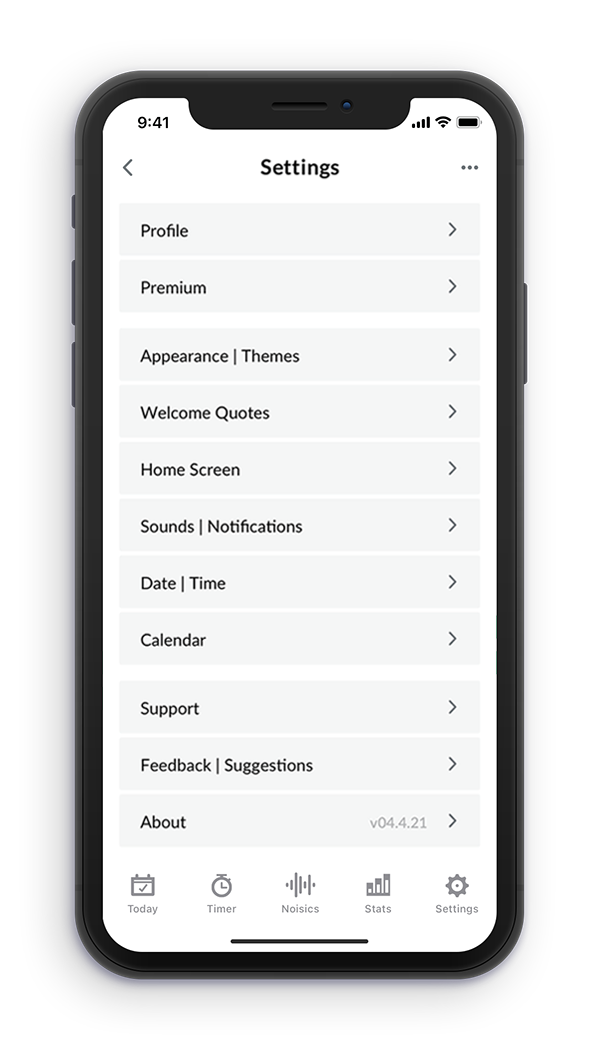 9:41
Settings
Profile
Premium
Appearance | Themes
Welcome Quotes
Home Screen
Sounds | Notifications
Date | Time
Calendar
Support
Feedback | Suggestions
About v04.4.21
Today Timer Noisics Stats Settings